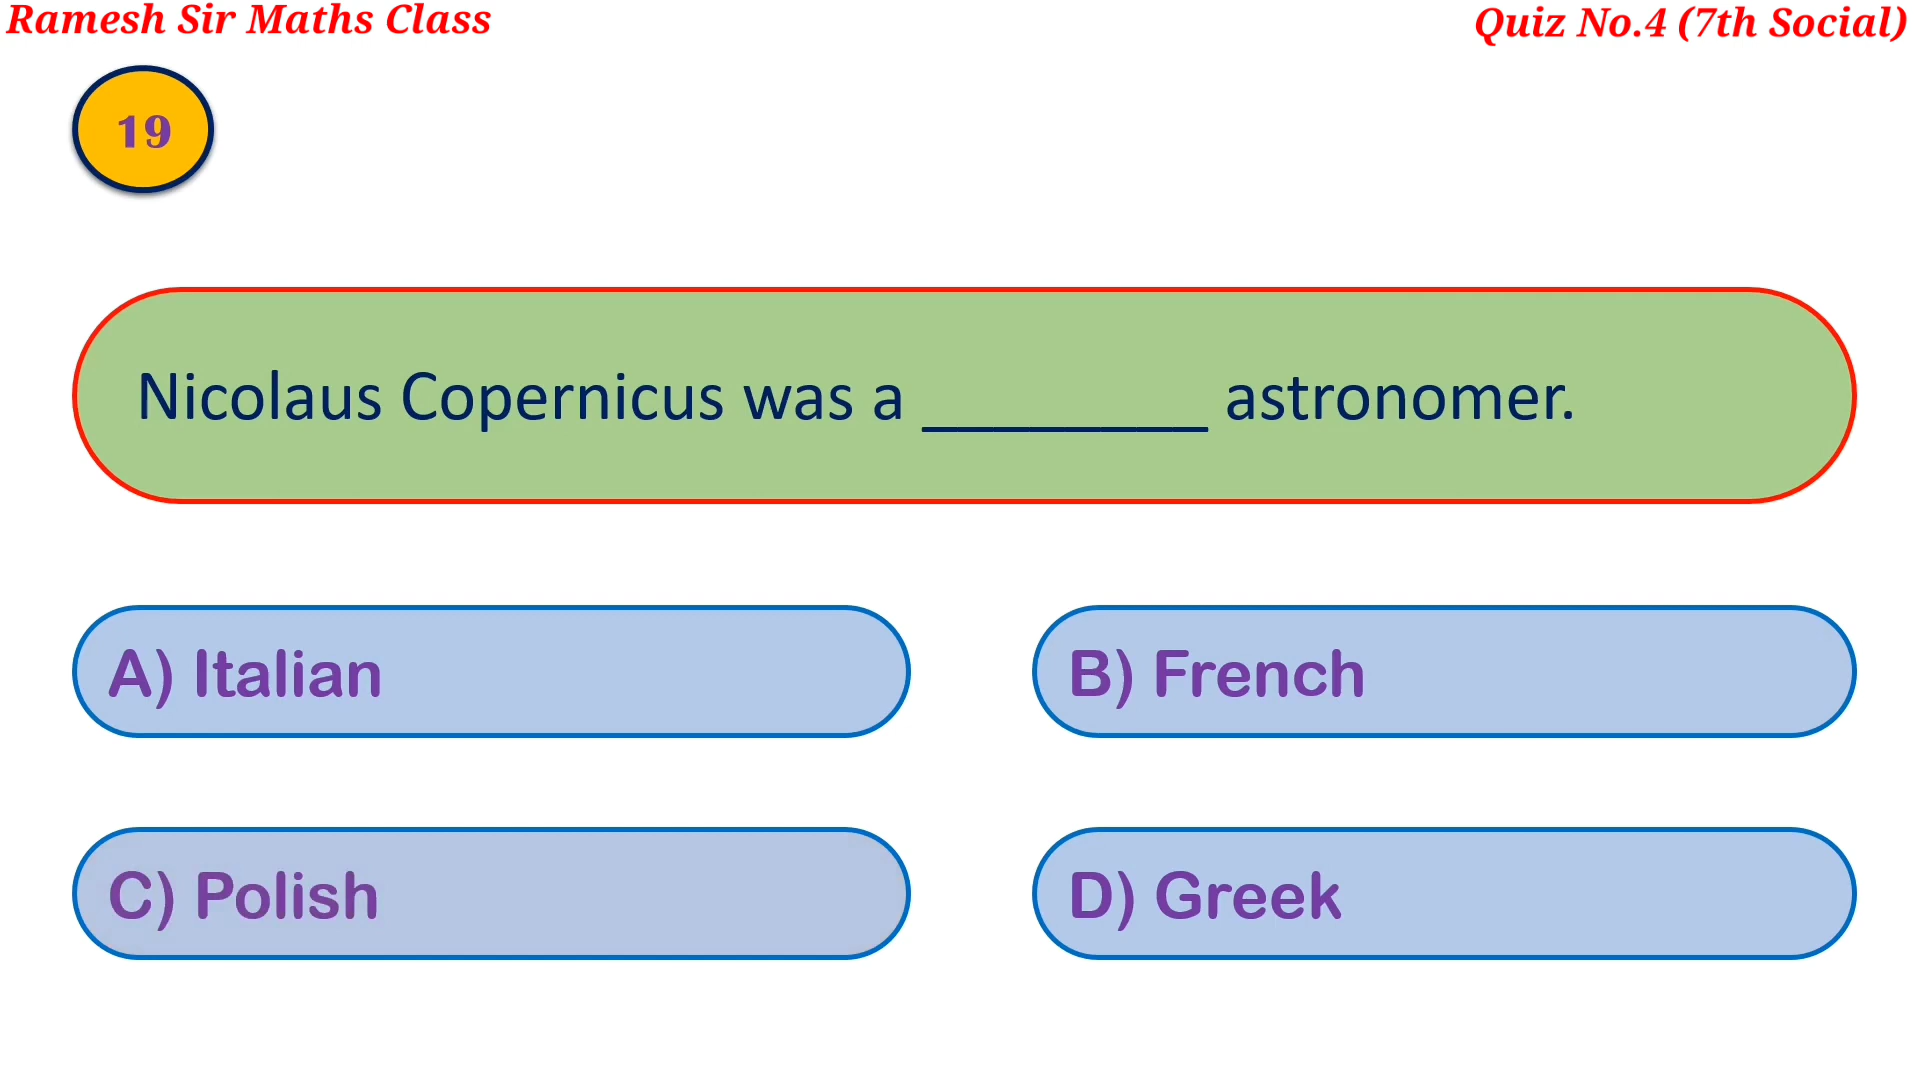 Ramesh Sir Maths Class
Quiz No.4 (7th Social)
19
Nicolaus Copernicus was a ________ astronomer.
A) Italian
B) French
C) Polish
D) Greek